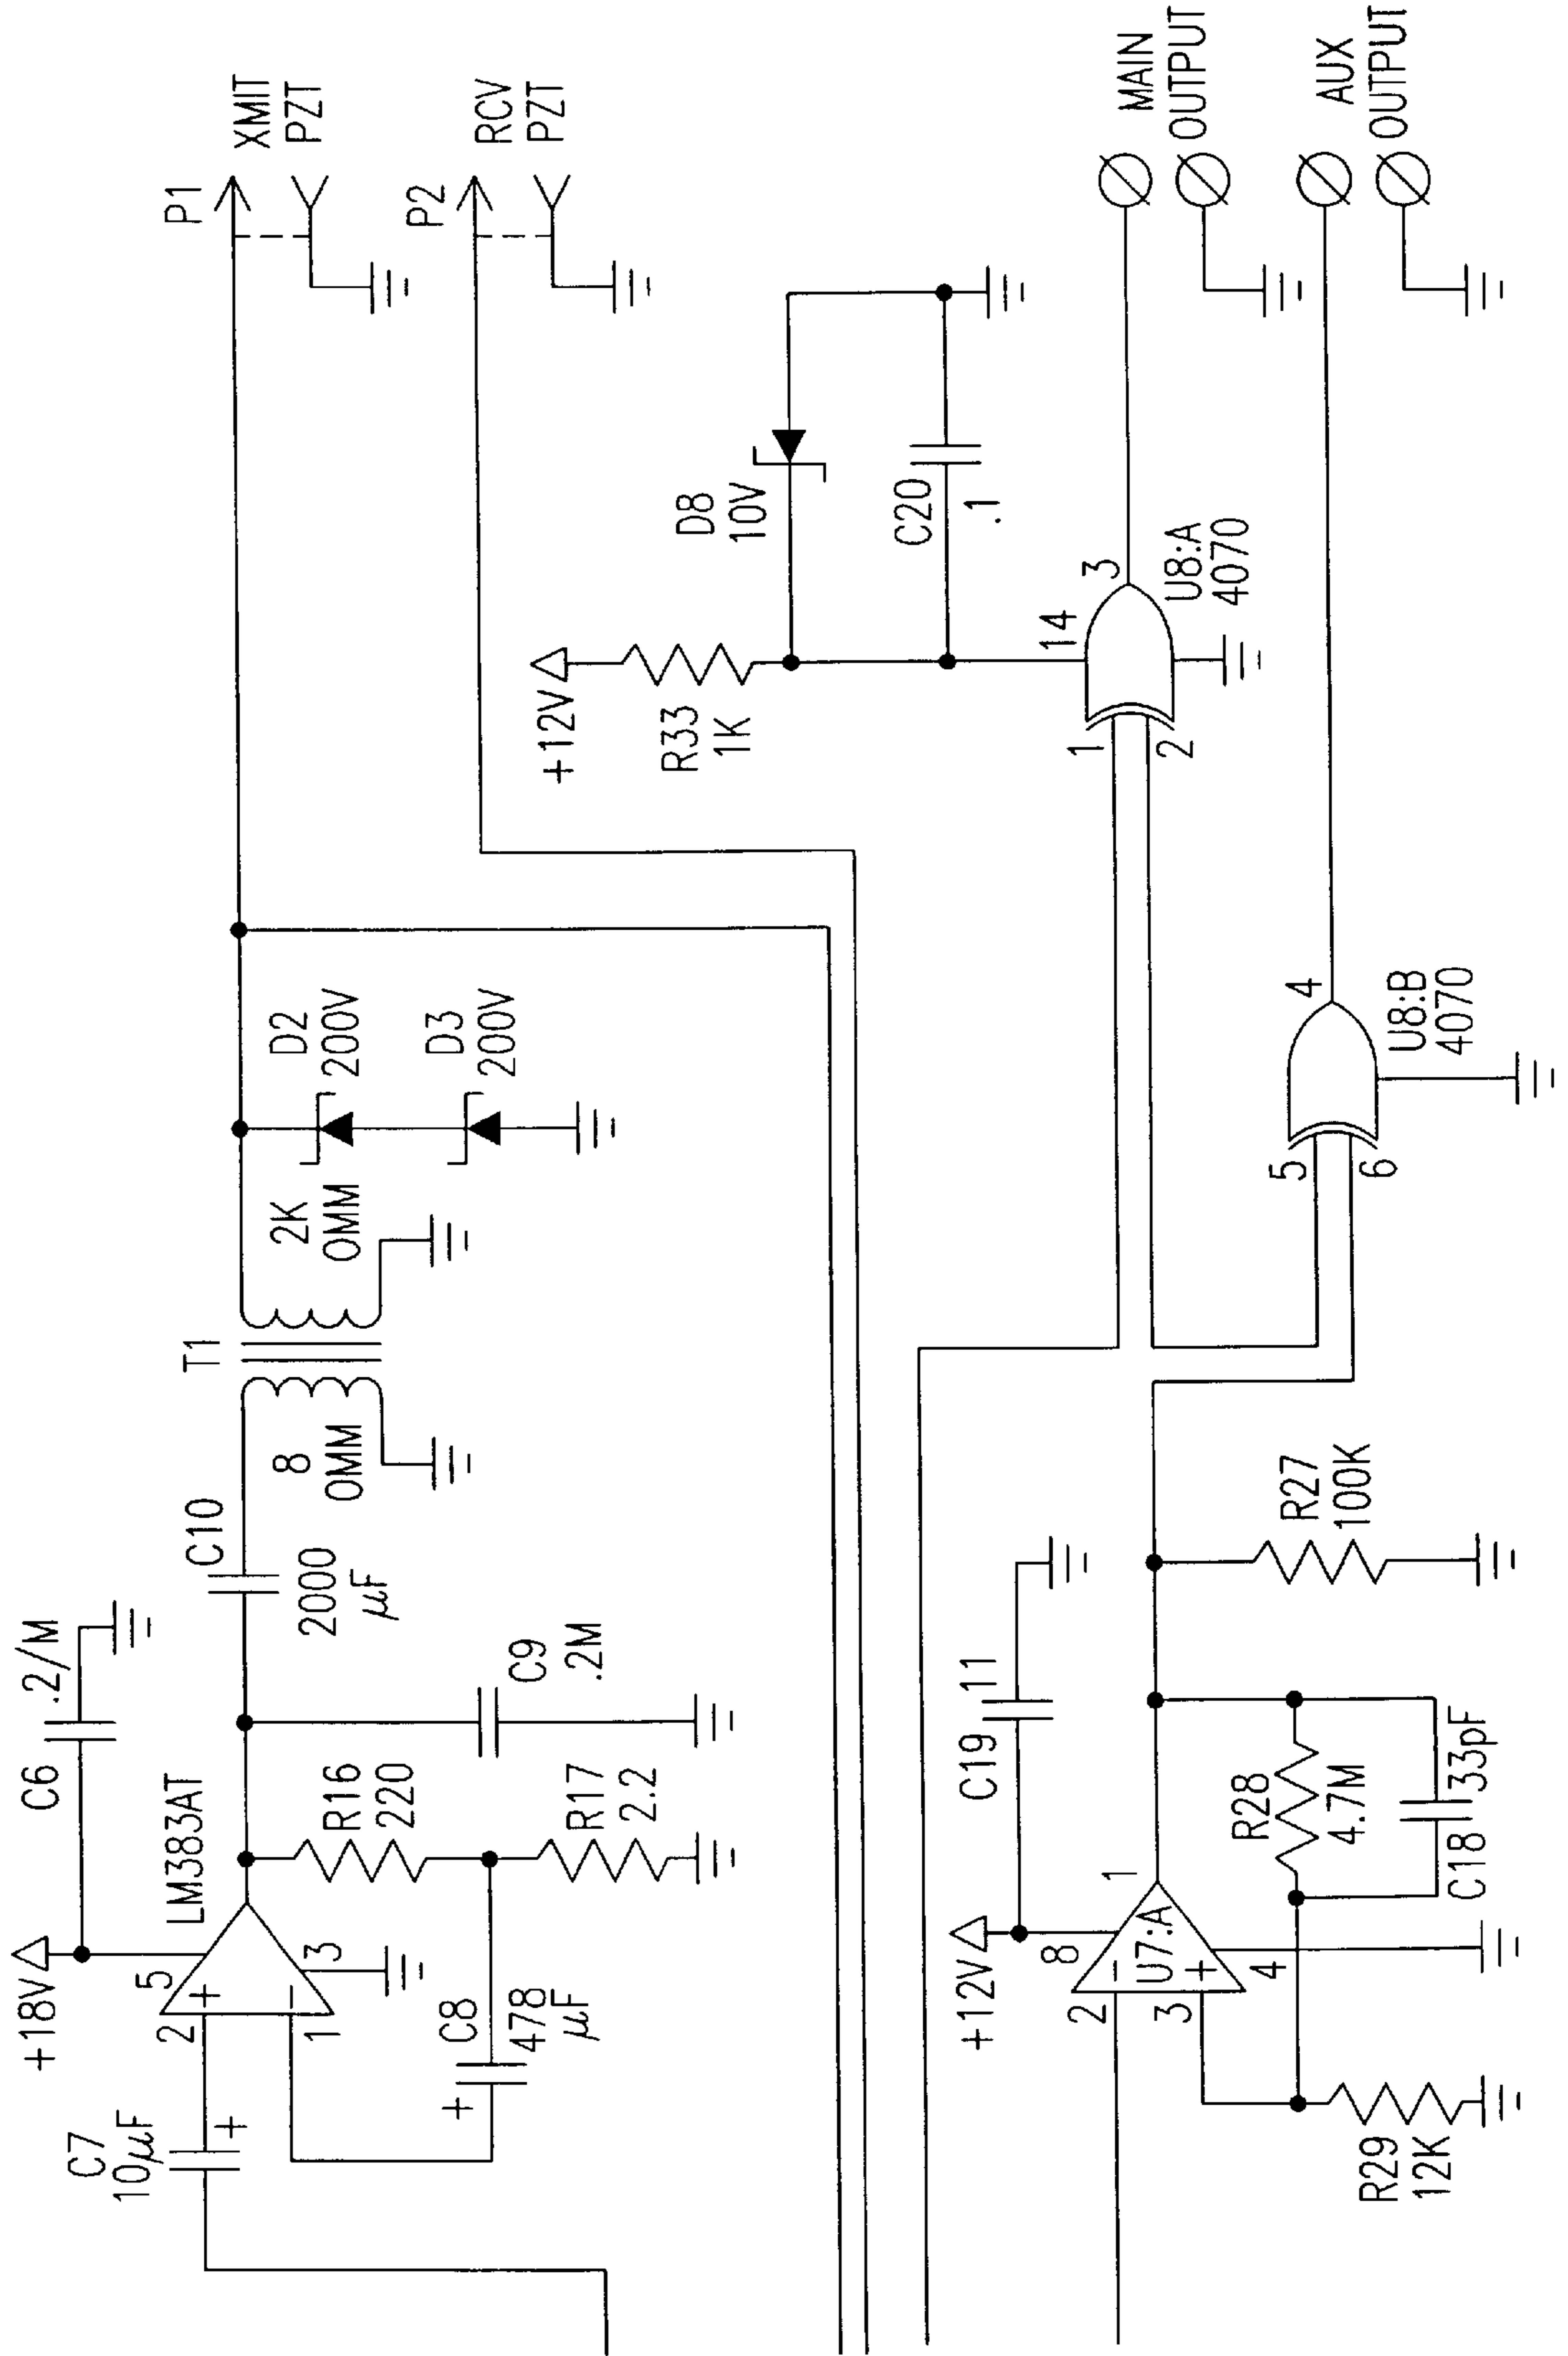 +18V
C6
.2/M
C7
10μF
+
2
5
+
−
1
3
LM383AT
C8
478
μF
+
R16
220
R17
2.2
C9
.2M
C10
2000
μF
T1
8
OMM
2K
OMM
D2
200V
D3
200V
P1
XMIT
PZT
P2
RCV
PZT
+12V
R33
1K
D8
10V
C20
.1
14
1
2
3
U8:A
4070
MAIN
OUTPUT
5
6
4
U8:B
4070
AUX
OUTPUT
+12V
C19
11
8
2
3
−
+
U7:A
1
4
R29
12K
R28
4.7M
C18
33pF
R27
100K